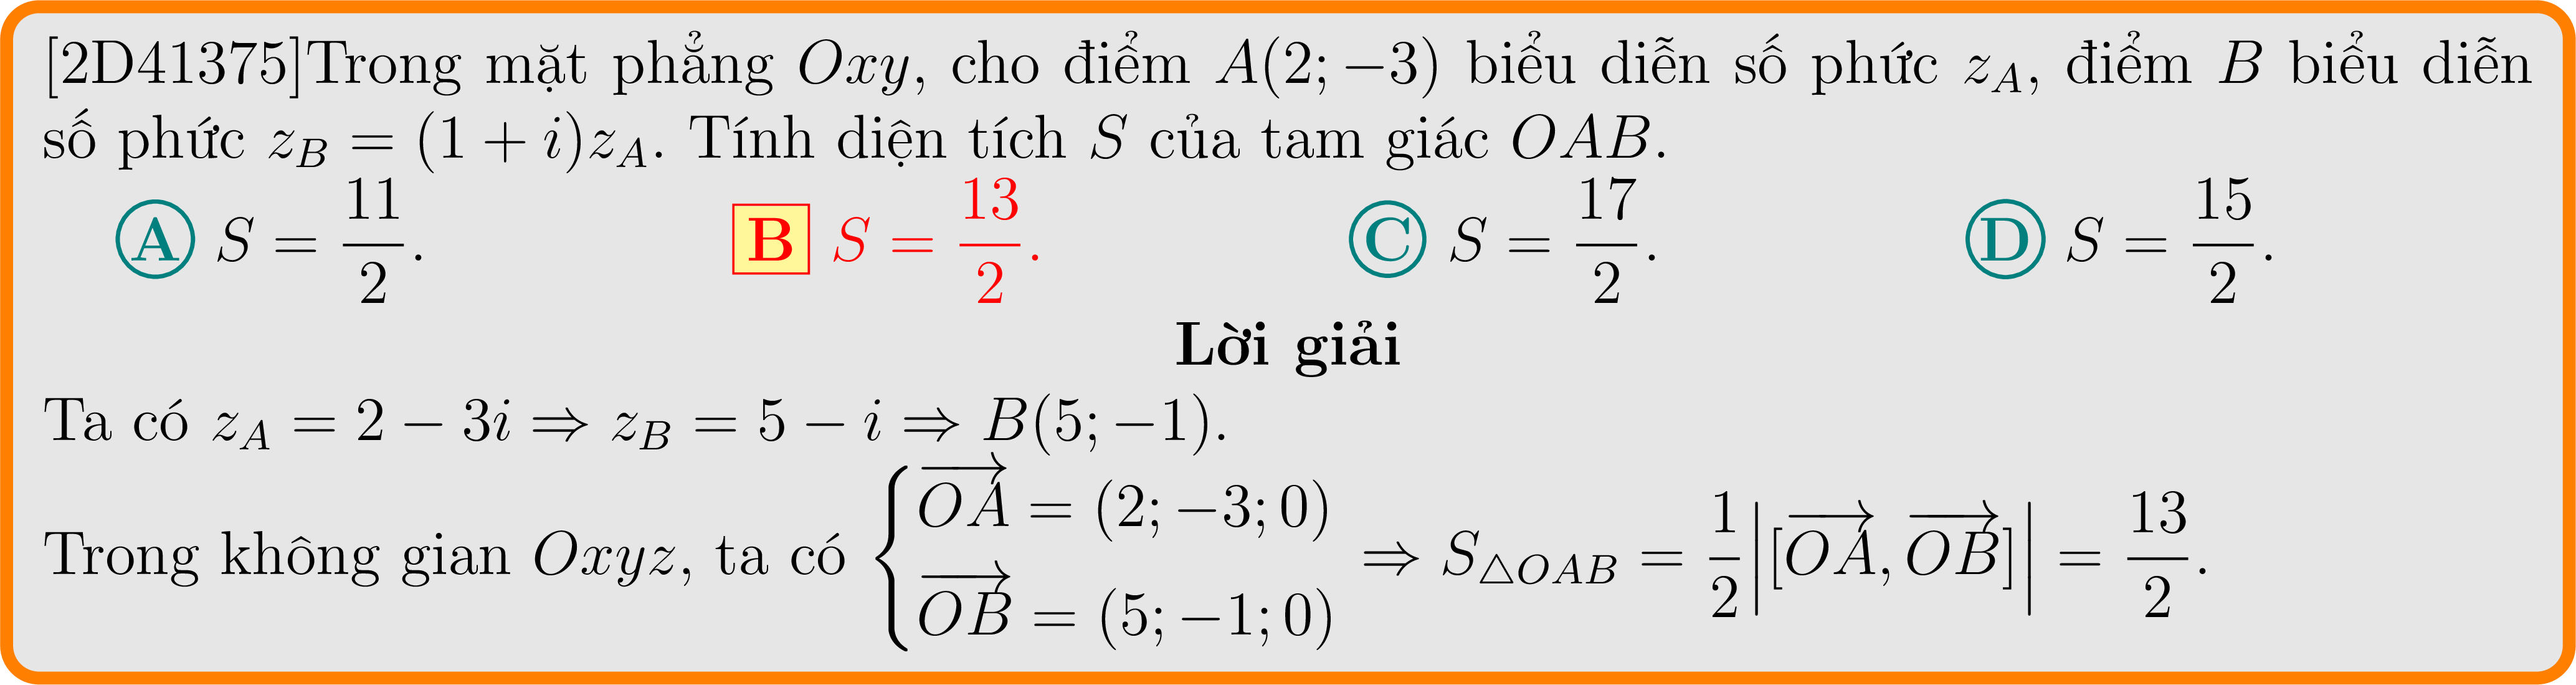 [2D41375]Trong mặt phẳng Oxy, cho điểm A(2; −3) biểu diễn số phức z_A, điểm B biểu diễn
số phức z_B = (1 + i)z_A. Tính diện tích S của tam giác OAB.
A S = \frac{11}{2}. B S = \frac{13}{2}. C S = \frac{17}{2}. D S = \frac{15}{2}.
Lời giải
Ta có z_A = 2 − 3i ⇒ z_B = 5 − i ⇒ B(5; −1).
Trong không gian Oxyz, ta có \begin{cases} \overrightarrow{OA} = (2; −3; 0) \\ \overrightarrow{OB} = (5; −1; 0) \end{cases} ⇒ S_{△OAB} = \frac{1}{2}\left|[\overrightarrow{OA}, \overrightarrow{OB}]\right| = \frac{13}{2}.